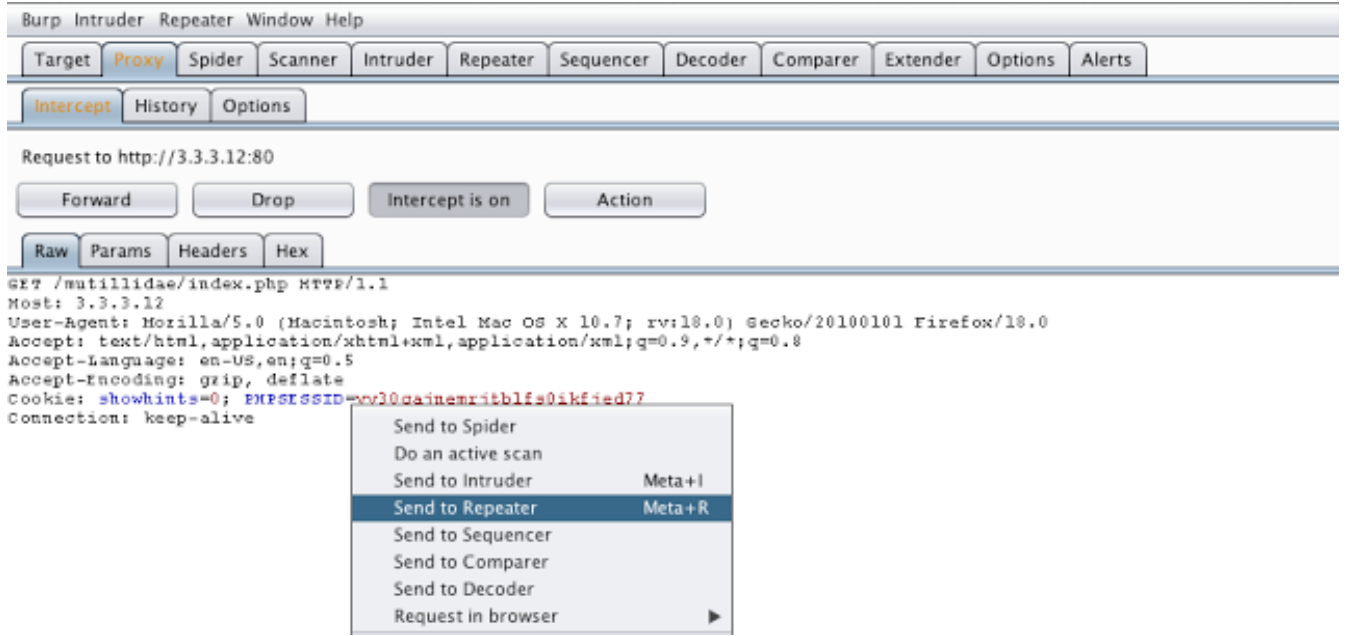 Burp Intruder Repeater Window Help
Target Proxy Spider Scanner Intruder Repeater Sequencer Decoder Comparer Extender Options Alerts
Intercept History Options
Request to http://3.3.3.12:80
Forward Drop Intercept is on Action
Raw Params Headers Hex
GET /mutillidae/index.php HTTP/1.1
Host: 3.3.3.12
User-Agent: Mozilla/5.0 (Macintosh; Intel Mac OS X 10.7; rv:18.0) Gecko/20100101 Firefox/18.0
Accept: text/html,application/xhtml+xml,application/xml;q=0.9,*/*;q=0.8
Accept-Language: en-US,en;q=0.5
Accept-Encoding: gzip, deflate
Cookie: showhints=0; PHPSESSID=
Connection: keep-alive
Send to Spider
Do an active scan
Send to Intruder Meta+I
Send to Repeater Meta+R
Send to Sequencer
Send to Comparer
Send to Decoder
Request in browser